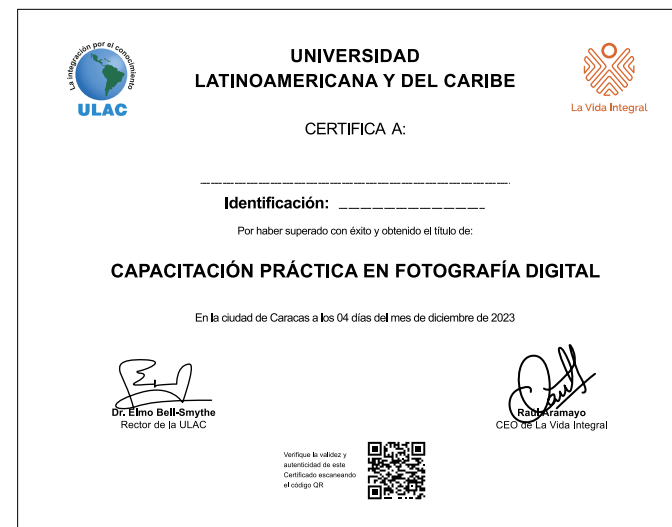 La integración por el conocimiento
ULAC
UNIVERSIDAD
LATINOAMERICANA Y DEL CARIBE
La Vida Integral
CERTIFICA A:
Identificación:
Por haber superado con éxito y obtenido el título de:
CAPACITACIÓN PRÁCTICA EN FOTOGRAFÍA DIGITAL
En la ciudad de Caracas a los 04 días del mes de diciembre de 2023
Dr. Elmo Bell-Smythe
Rector de la ULAC
Raúl Aramayo
CEO de La Vida Integral
Verifique la validez y
autenticidad de este
Certificado escaneando
el código QR